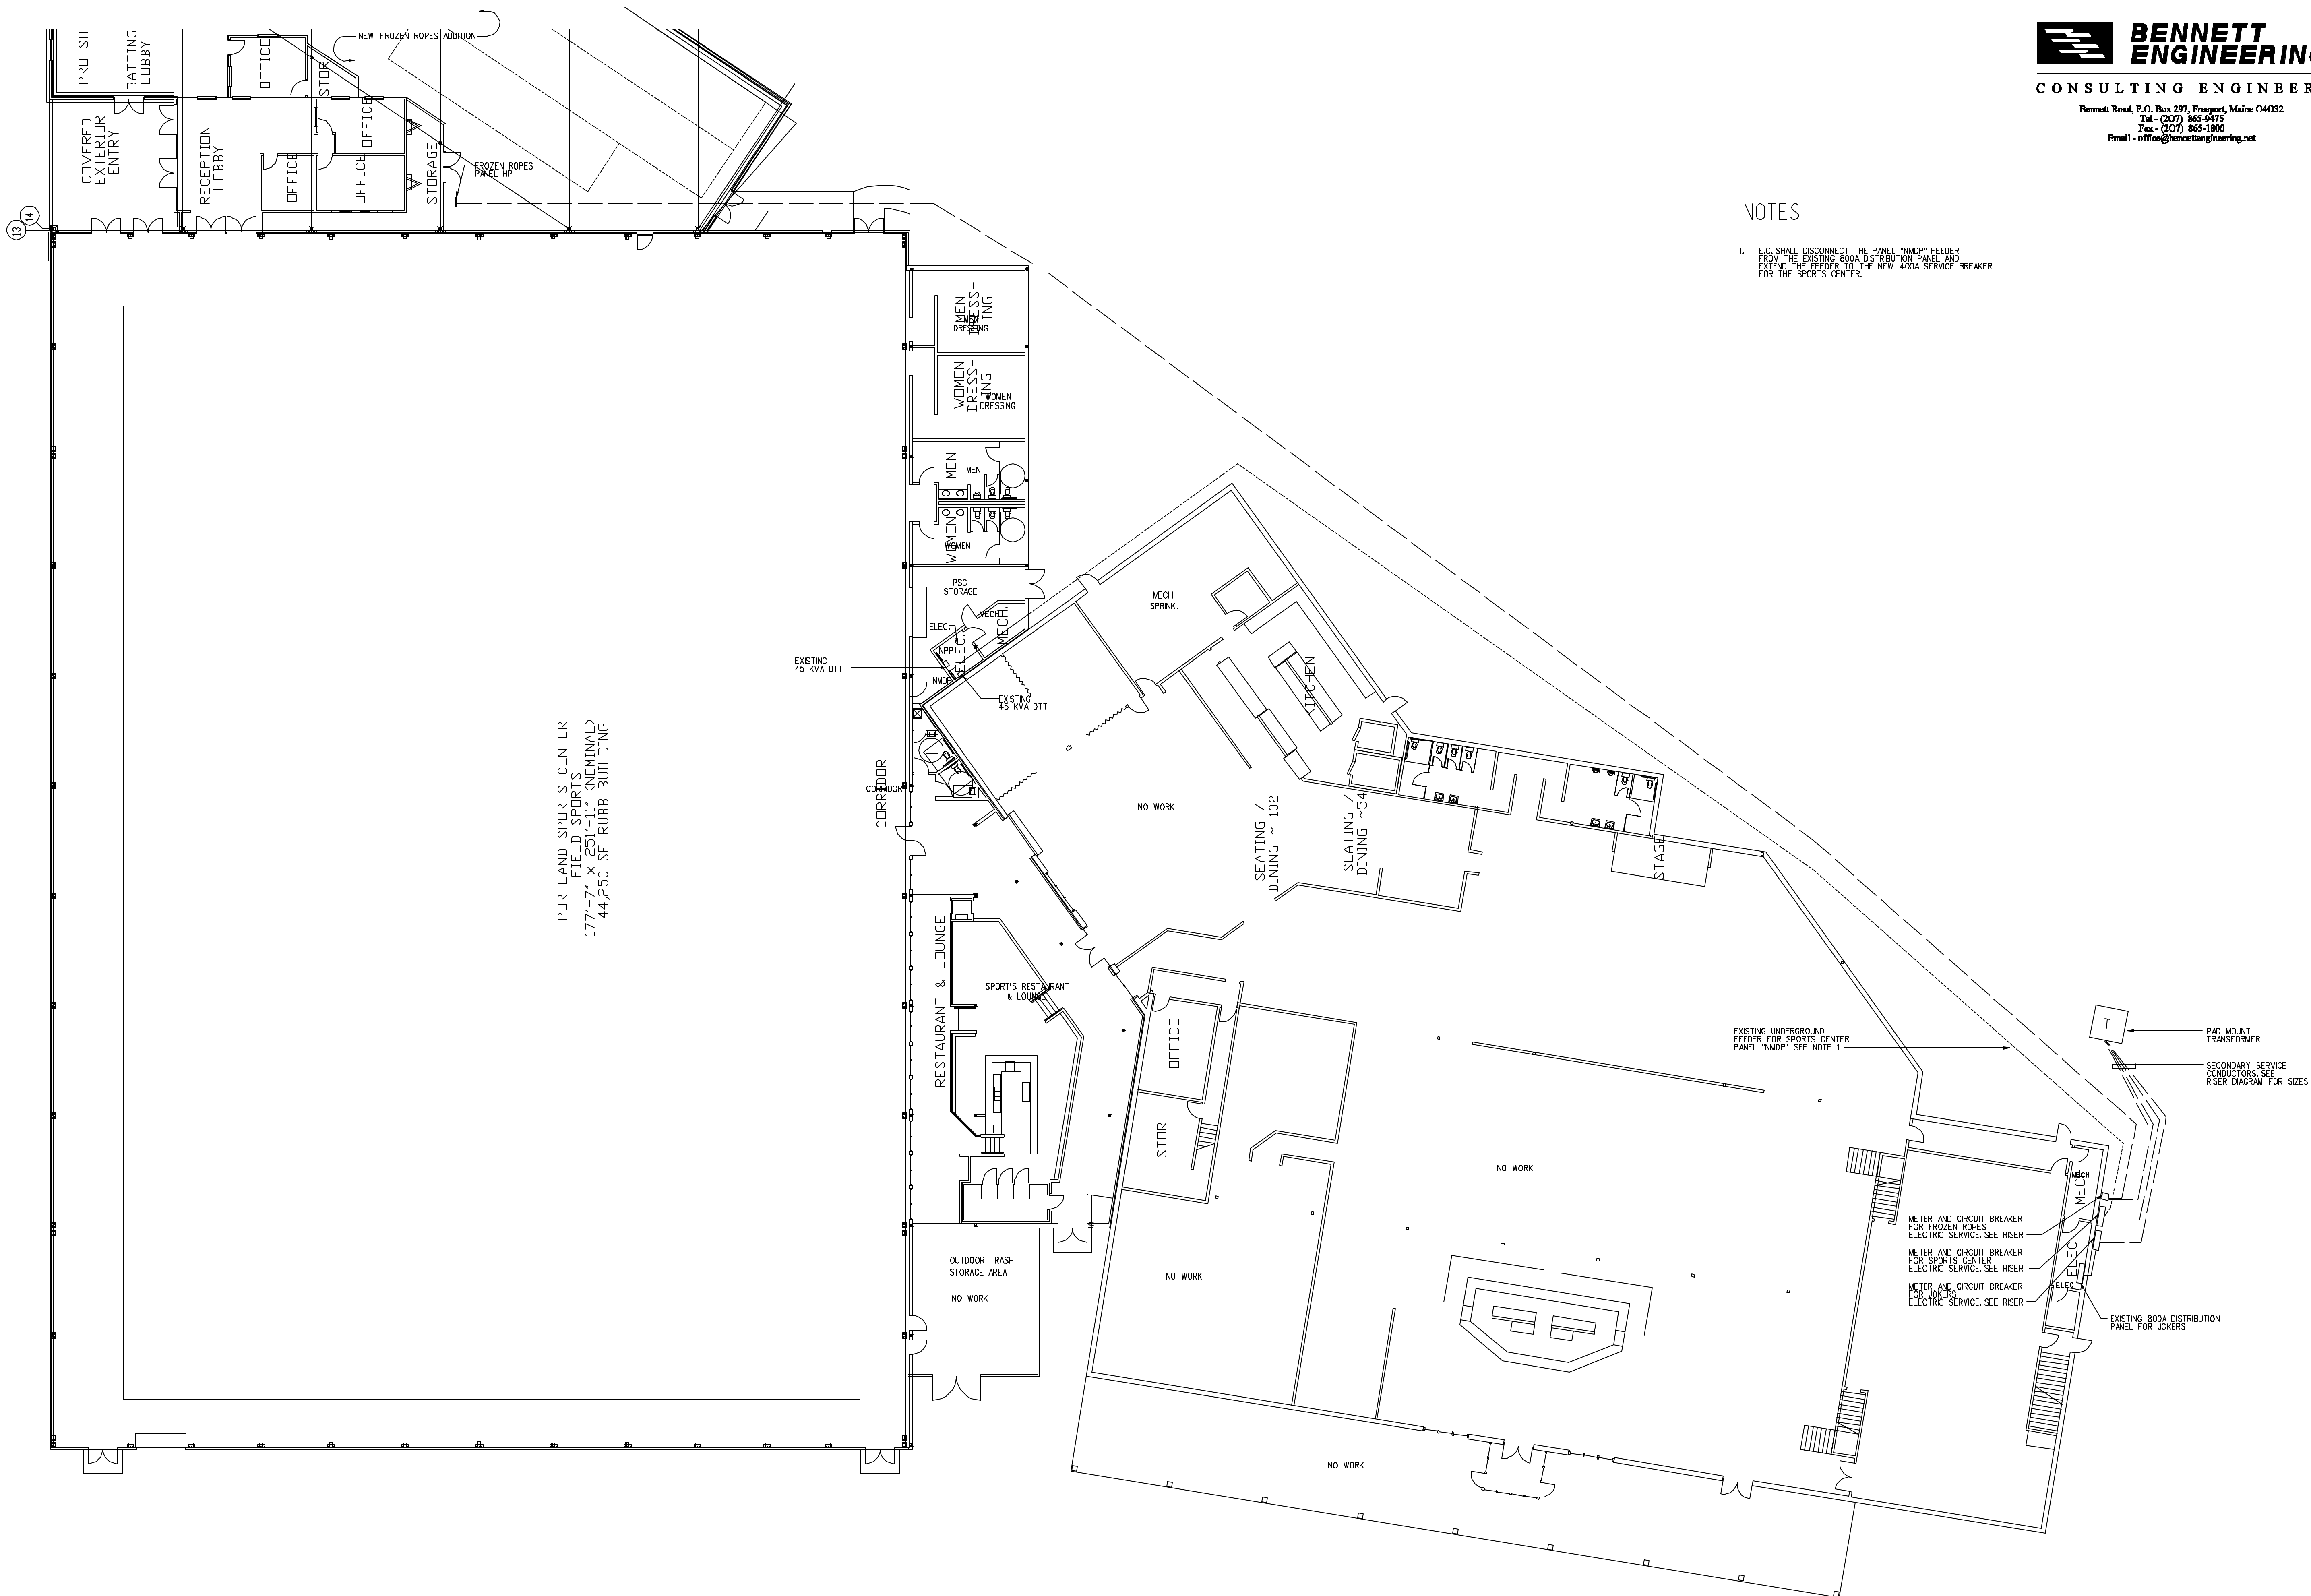 BENNETT
ENGINEERING
CONSULTING ENGINEER
Bennett Road, P.O. Box 297, Freeport, Maine 04032
Tel - (207) 865-9475
Fax - (207) 865-1800
Email - office@bennettengineering.net
NOTES
1. E.C. SHALL DISCONNECT THE PANEL "NMDP" FEEDER
FROM THE EXISTING 800A DISTRIBUTION PANEL AND
EXTEND THE FEEDER TO THE NEW 400A SERVICE BREAKER
FOR THE SPORTS CENTER.
PRO SH
BATTING
LOBBY
OFFICE
STOR
NEW FROZEN ROPES ADDITION
COVERED
EXTERIOR
ENTRY
RECEPTION
LOBBY
OFFICE
OFFICE
OFFICE
STORAGE
FROZEN ROPES
PANEL HP
13
14
MEN
DRESS-
ING
MEN
DRESSING
WOMEN
DRESS-
ING
WOMEN
DRESSING
MEN
MEN
WOMEN
WOMEN
PSC
STORAGE
MECH.
MECH.
ELEC.
ELEC.
NPP
NMDP
EXISTING
45 KVA DTT
EXISTING
45 KVA DTT
MECH.
SPRINK.
KITCHEN
PORTLAND SPORTS CENTER
FIELD SPORTS
177'-7" X 251'-11" (NOMINAL)
44,250 SF RUBB BUILDING
CORRIDOR
CORRIDOR
NO WORK
SEATING /
DINING ~ 102
SEATING /
DINING ~54
STAGE
RESTAURANT & LOUNGE
SPORT'S RESTAURANT
& LOUNGE
OFFICE
STOR
EXISTING UNDERGROUND
FEEDER FOR SPORTS CENTER
PANEL "NMDP". SEE NOTE 1
T
PAD MOUNT
TRANSFORMER
SECONDARY SERVICE
CONDUCTORS. SEE
RISER DIAGRAM FOR SIZES
NO WORK
MECH
MECH
METER AND CIRCUIT BREAKER
FOR FROZEN ROPES
ELECTRIC SERVICE. SEE RISER
METER AND CIRCUIT BREAKER
FOR SPORTS CENTER
ELECTRIC SERVICE. SEE RISER
METER AND CIRCUIT BREAKER
FOR JOKERS
ELECTRIC SERVICE. SEE RISER
ELEC
ELEC
EXISTING 800A DISTRIBUTION
PANEL FOR JOKERS
OUTDOOR TRASH
STORAGE AREA
NO WORK
NO WORK
NO WORK